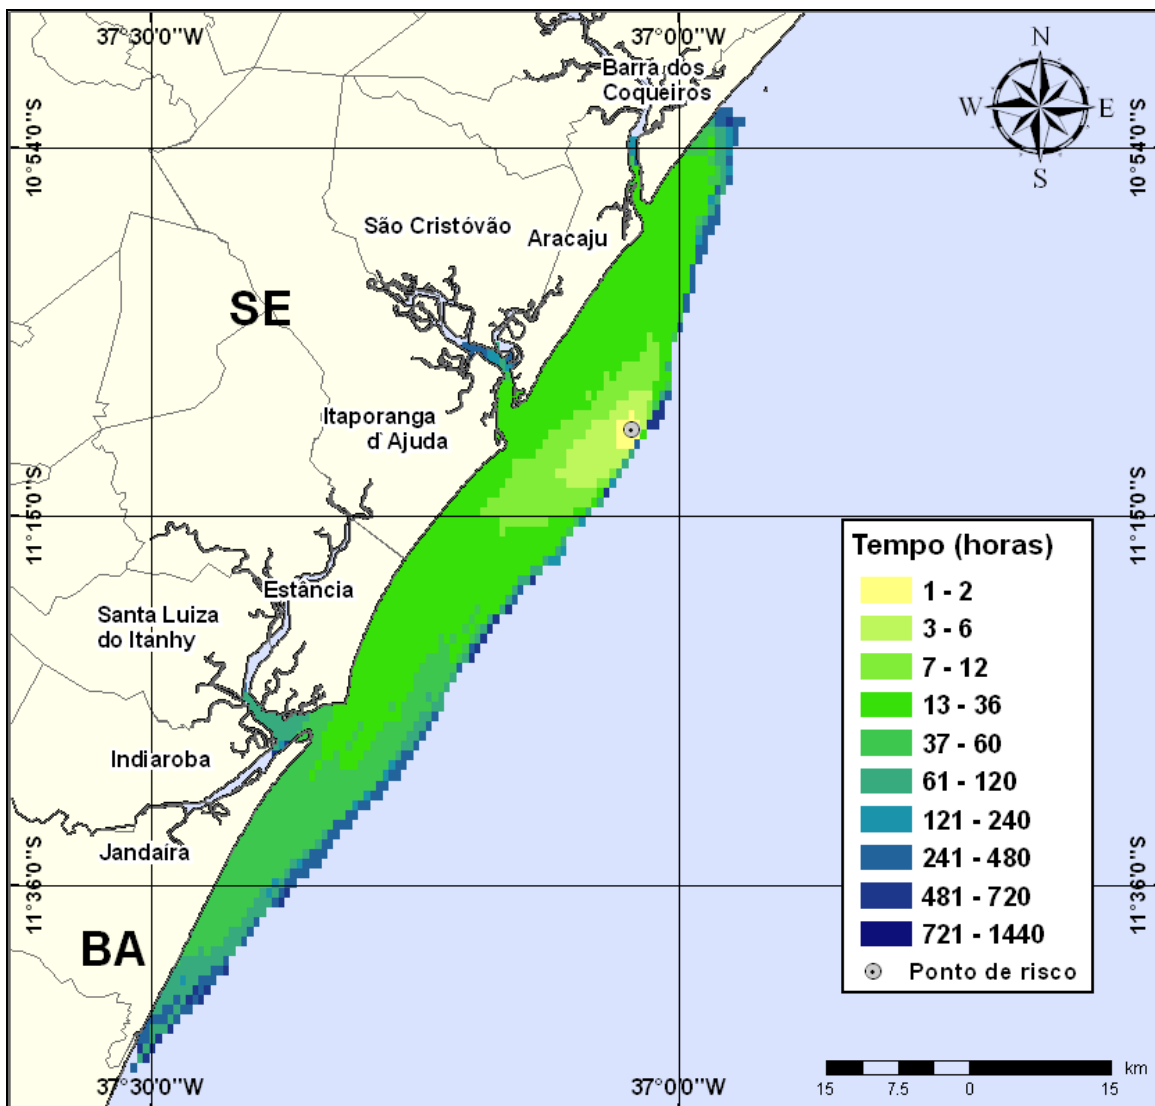 37°30'0"W
37°0'0"W
N
W
E
S
Barra dos
Coqueiros
10°54'0"S
10°54'0"S
São Cristóvão
Aracaju
SE
Itaporanga
d`Ajuda
11°15'0"S
11°15'0"S
Tempo (horas)
1 - 2
3 - 6
7 - 12
13 - 36
37 - 60
61 - 120
121 - 240
241 - 480
481 - 720
721 - 1440
Ponto de risco
Estância
Santa Luiza
do Itanhy
Indiaroba
Jandaíra
11°36'0"S
11°36'0"S
BA
37°30'0"W
37°0'0"W
km
15
7.5
0
15